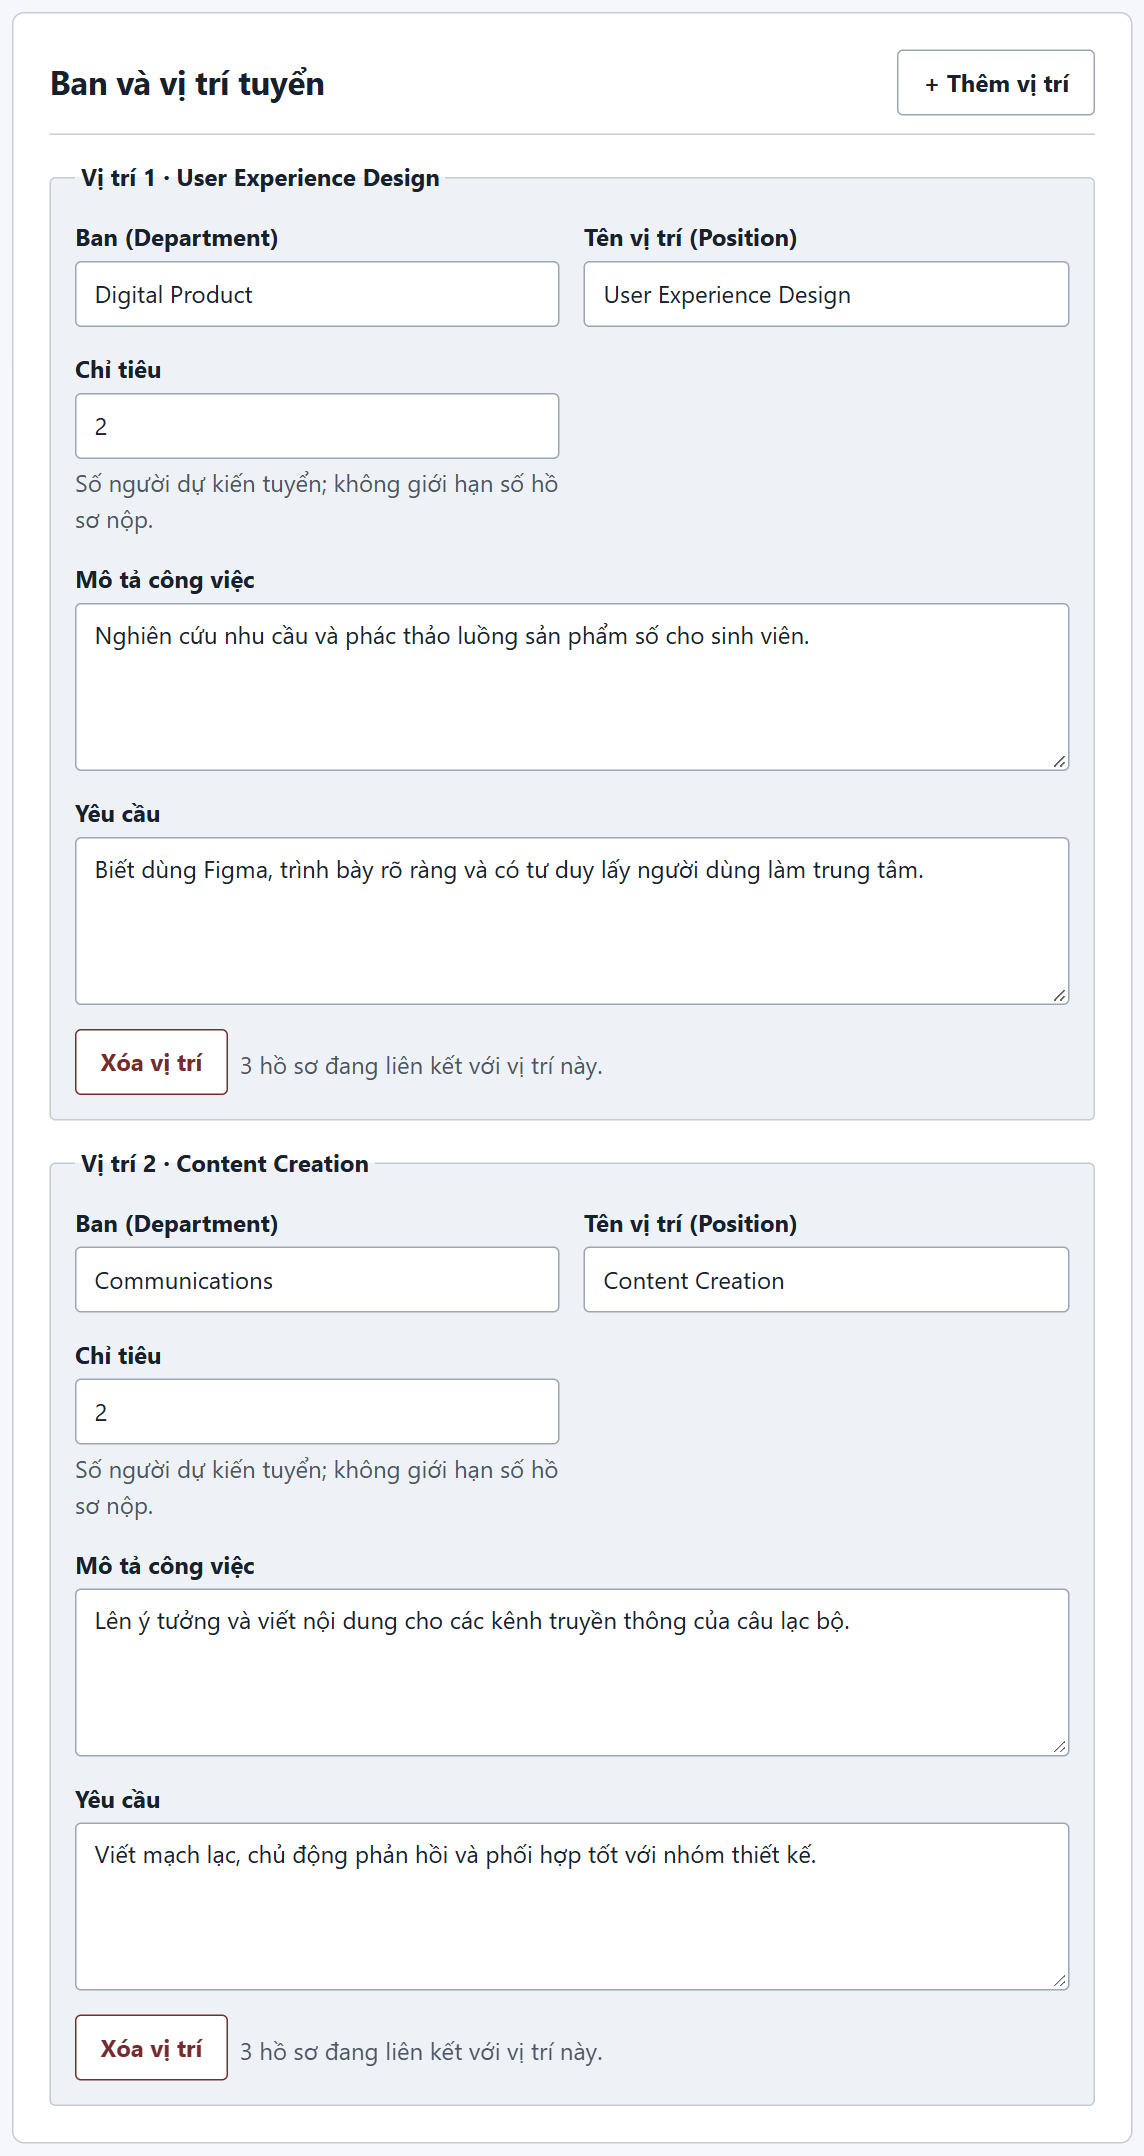 Ban và vị trí tuyển
+ Thêm vị trí
Vị trí 1 · User Experience Design
Ban (Department)
Tên vị trí (Position)
Digital Product
User Experience Design
Chỉ tiêu
2
Số người dự kiến tuyển; không giới hạn số hồ
sơ nộp.
Mô tả công việc
Nghiên cứu nhu cầu và phác thảo luồng sản phẩm số cho sinh viên.
Yêu cầu
Biết dùng Figma, trình bày rõ ràng và có tư duy lấy người dùng làm trung tâm.
Xóa vị trí
3 hồ sơ đang liên kết với vị trí này.
Vị trí 2 · Content Creation
Ban (Department)
Tên vị trí (Position)
Communications
Content Creation
Chỉ tiêu
2
Số người dự kiến tuyển; không giới hạn số hồ
sơ nộp.
Mô tả công việc
Lên ý tưởng và viết nội dung cho các kênh truyền thông của câu lạc bộ.
Yêu cầu
Viết mạch lạc, chủ động phản hồi và phối hợp tốt với nhóm thiết kế.
Xóa vị trí
3 hồ sơ đang liên kết với vị trí này.